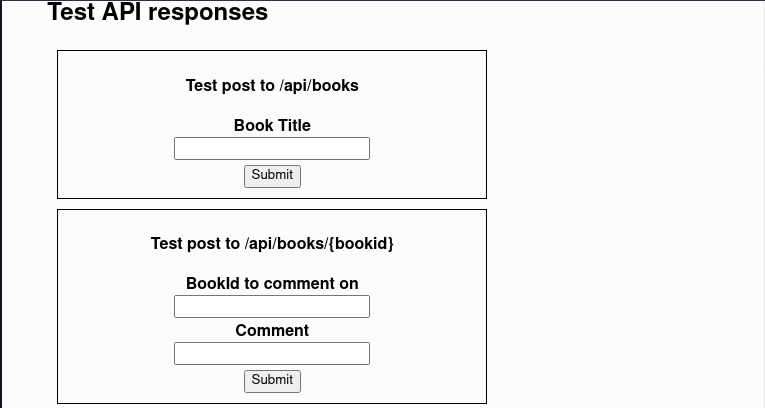 Test API responses
Test post to /api/books
Book Title
Submit
Test post to /api/books/{bookid}
BookId to comment on
Comment
Submit